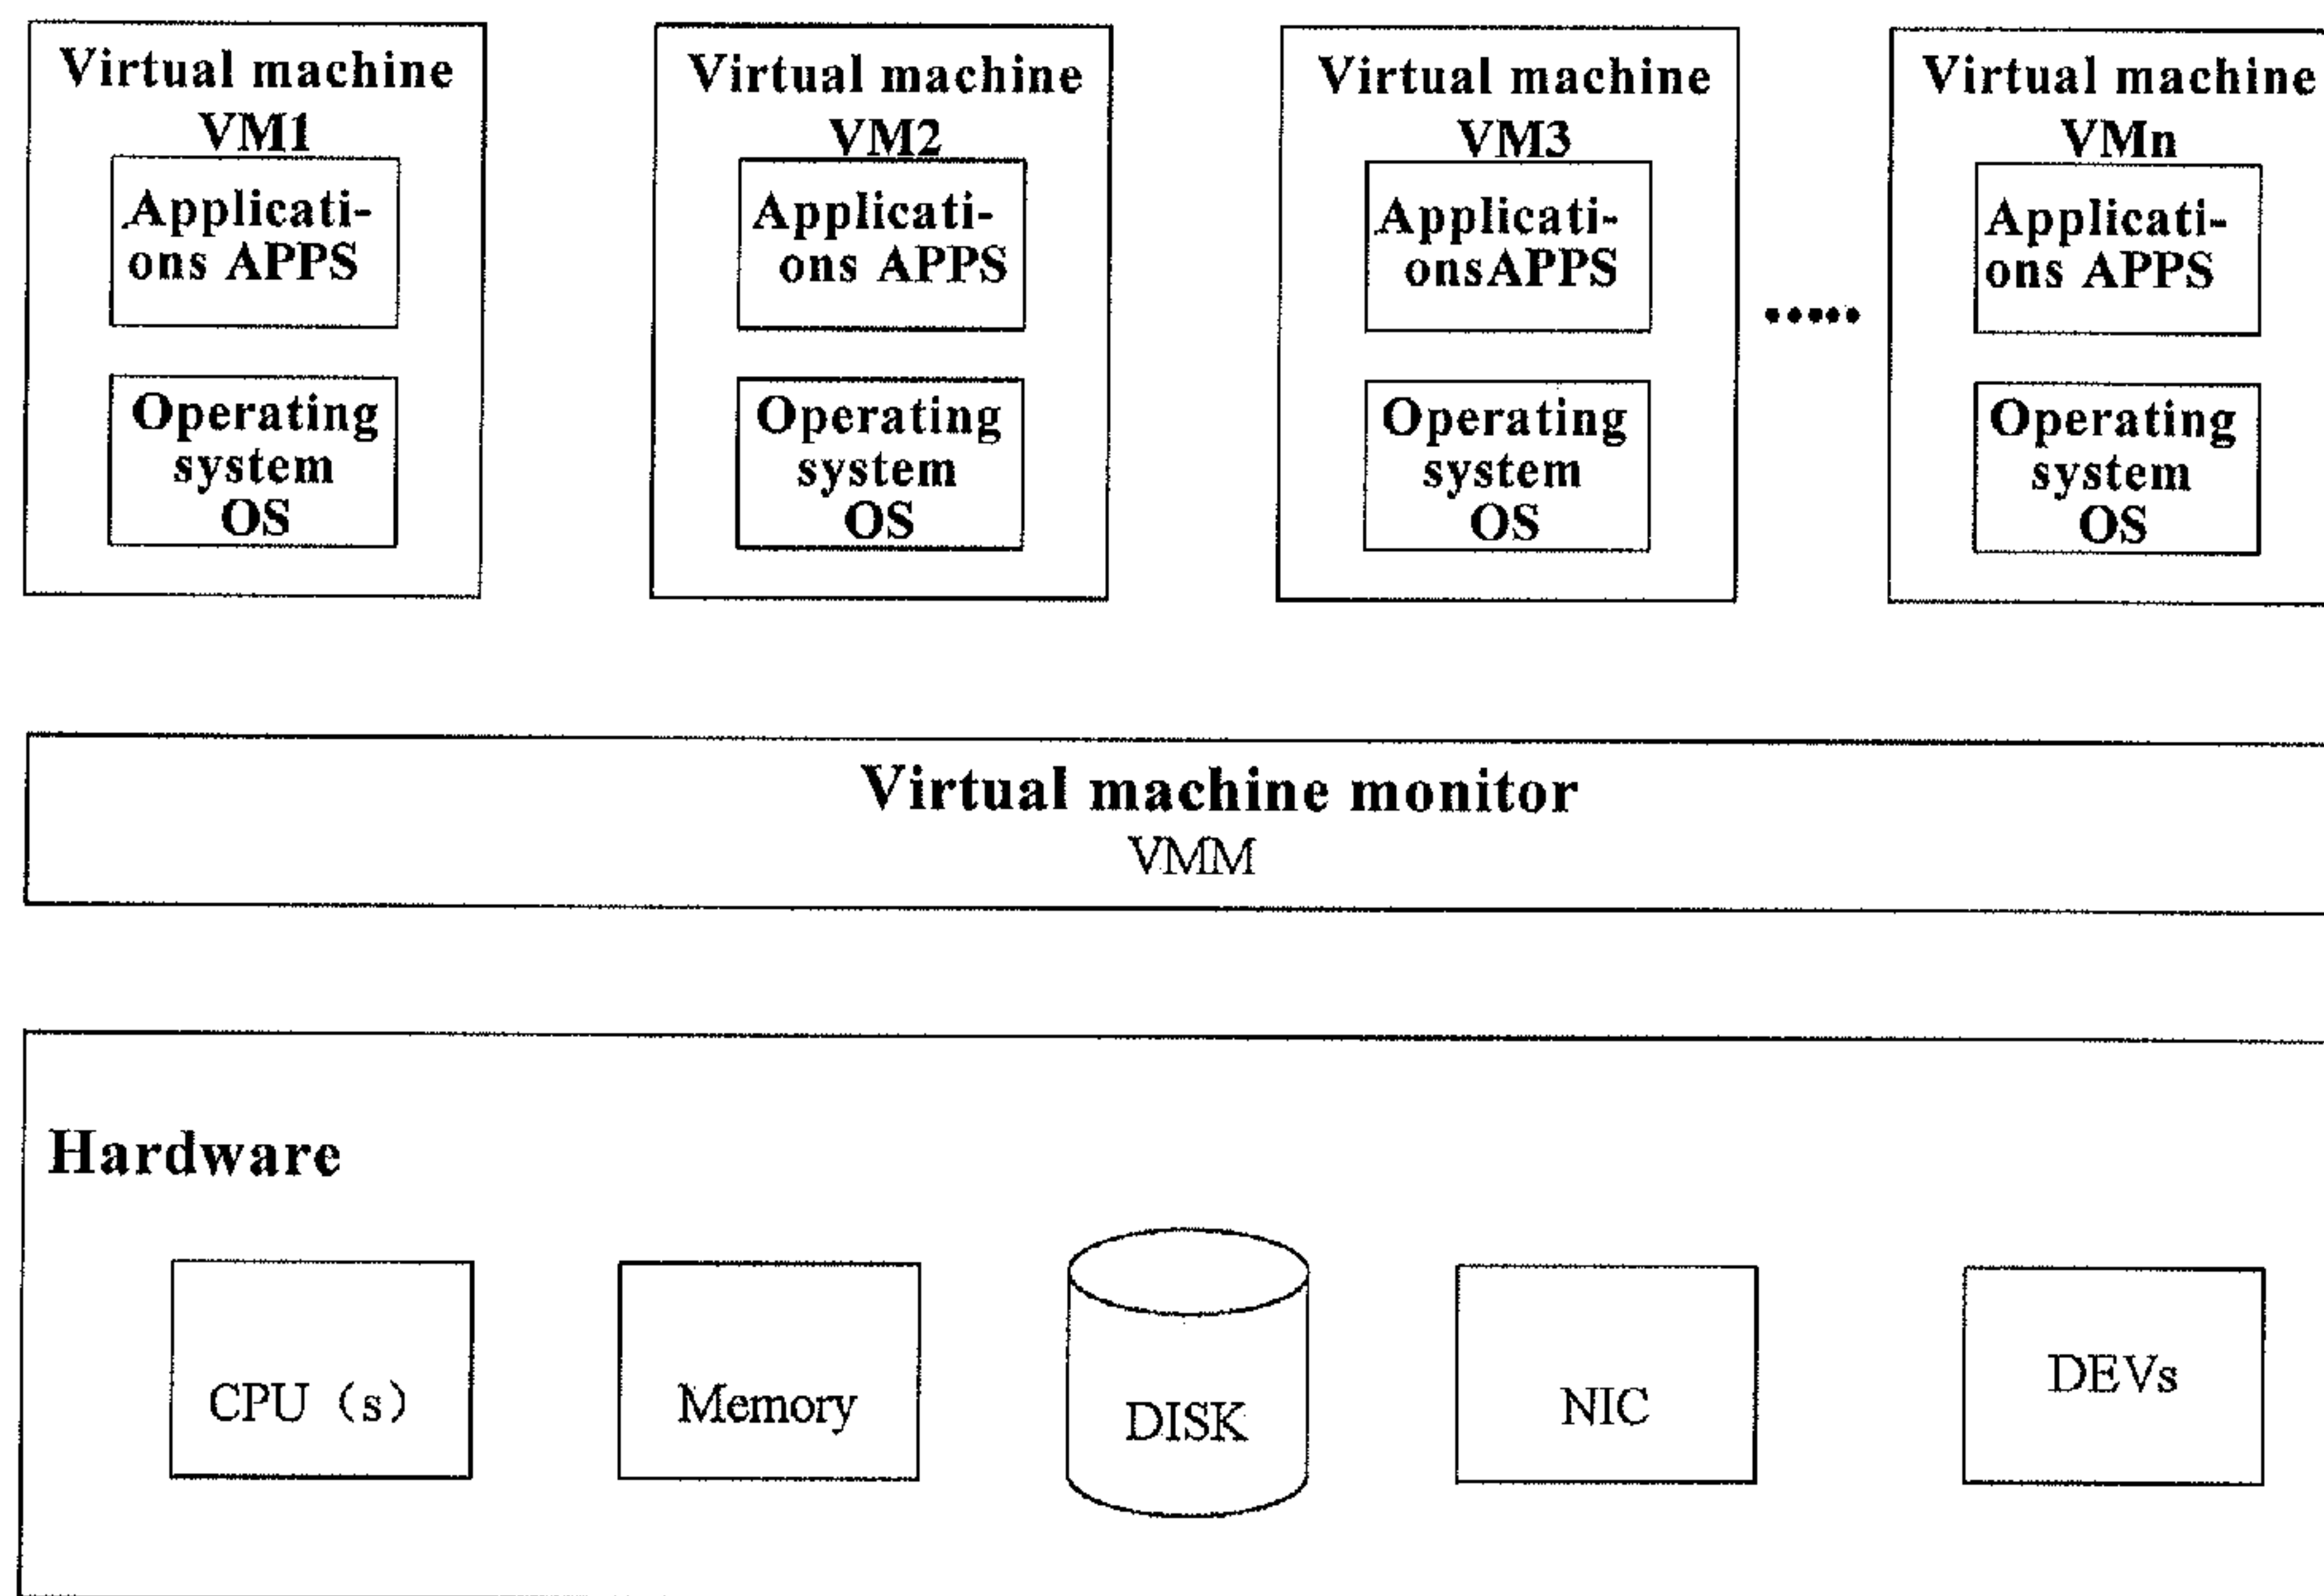 Virtual machine
VM1
Applicati-
ons APPS
Operating
system
OS
Virtual machine
VM2
Applicati-
ons APPS
Operating
system
OS
Virtual machine
VM3
Applicati-
onsAPPS
Operating
system
OS
.....
Virtual machine
VMn
Applicati-
ons APPS
Operating
system
OS
Virtual machine monitor
VMM
Hardware
CPU (s)
Memory
DISK
NIC
DEVs